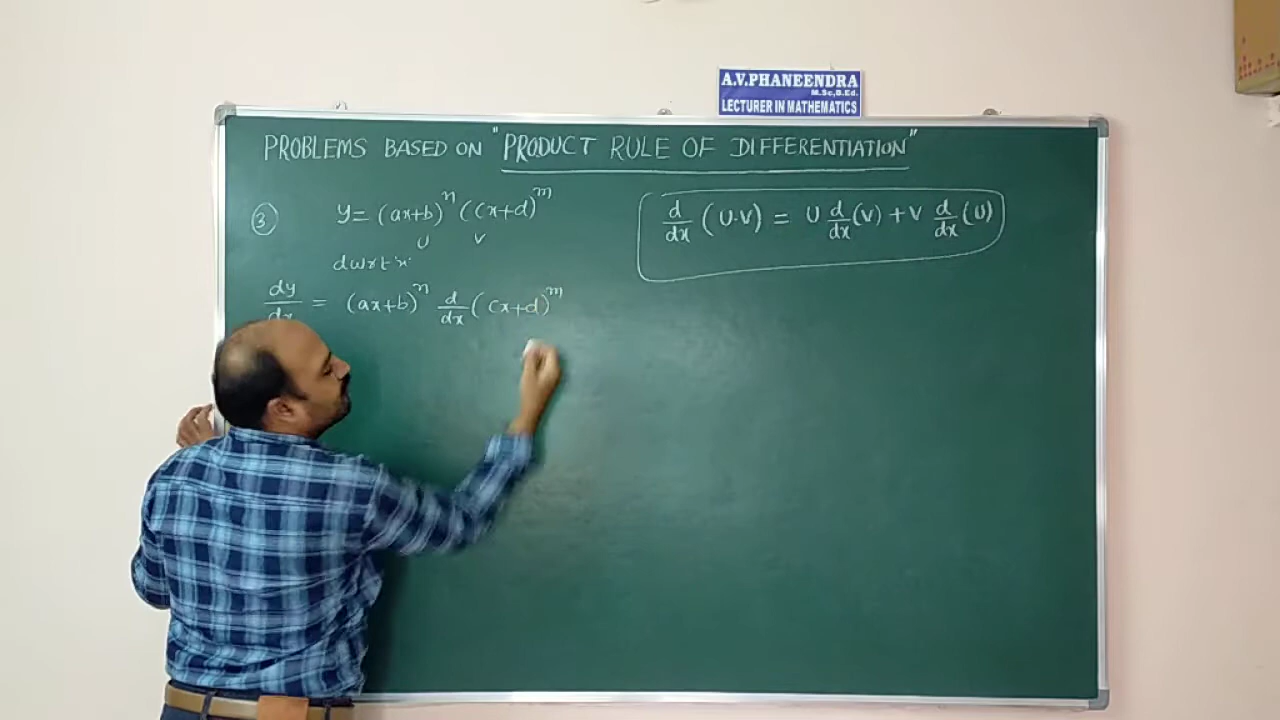 A.V.PHANEENDRA
M.Sc,B.Ed.
LECTURER IN MATHEMATICS
PROBLEMS BASED ON "PRODUCT RULE OF DIFFERENTIATION"
③ y = (ax+b)^n (cx+d)^m
U V
d/dx (U·V) = U d/dx (V) + V d/dx (U)
dwrt x
dy/dx = (ax+b)^n d/dx (cx+d)^m